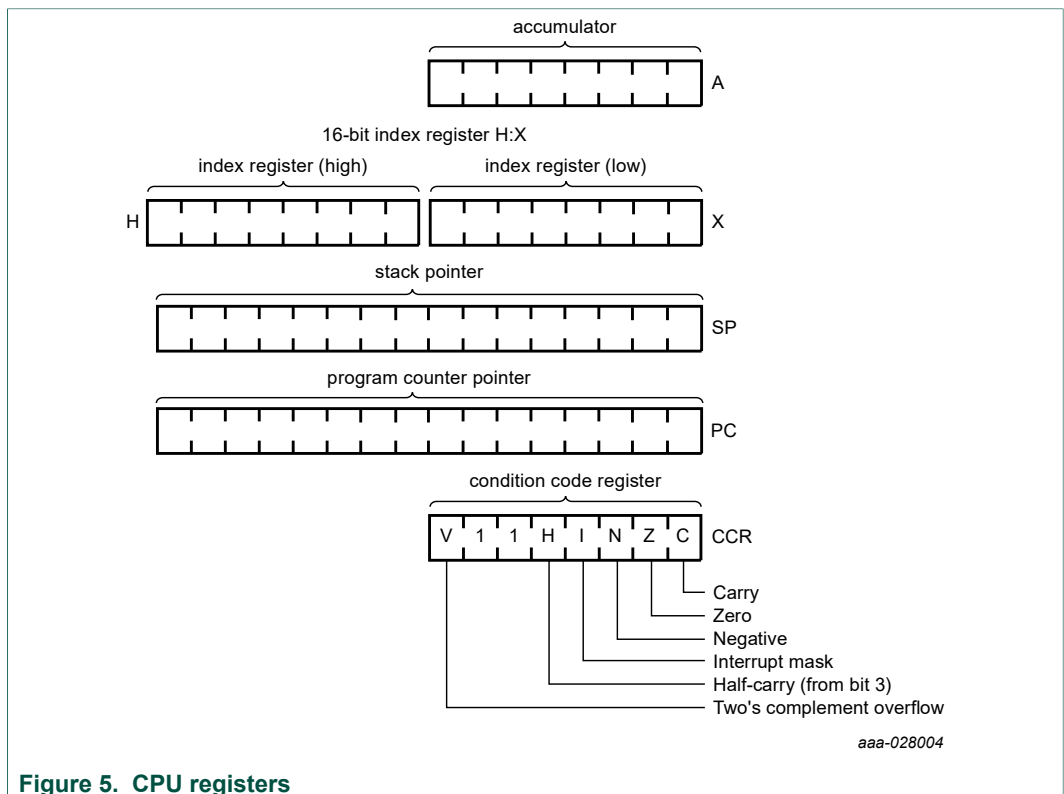 accumulator
A
16-bit index register H:X
index register (high) index register (low)
H X
stack pointer
SP
program counter pointer
PC
condition code register
V 1 1 H I N Z C CCR
Carry
Zero
Negative
Interrupt mask
Half-carry (from bit 3)
Two's complement overflow
aaa-028004
Figure 5. CPU registers